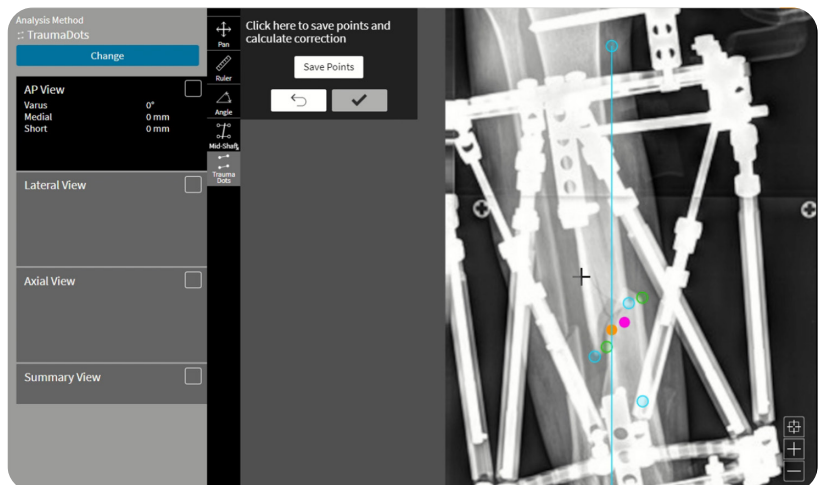 Analysis Method
:: TraumaDots
Change
AP View
Varus 0°
Medial 0 mm
Short 0 mm
Lateral View
Axial View
Summary View
Pan
Ruler
Angle
Mid-Shaft
Trauma
Dots
Click here to save points and
calculate correction
Save Points